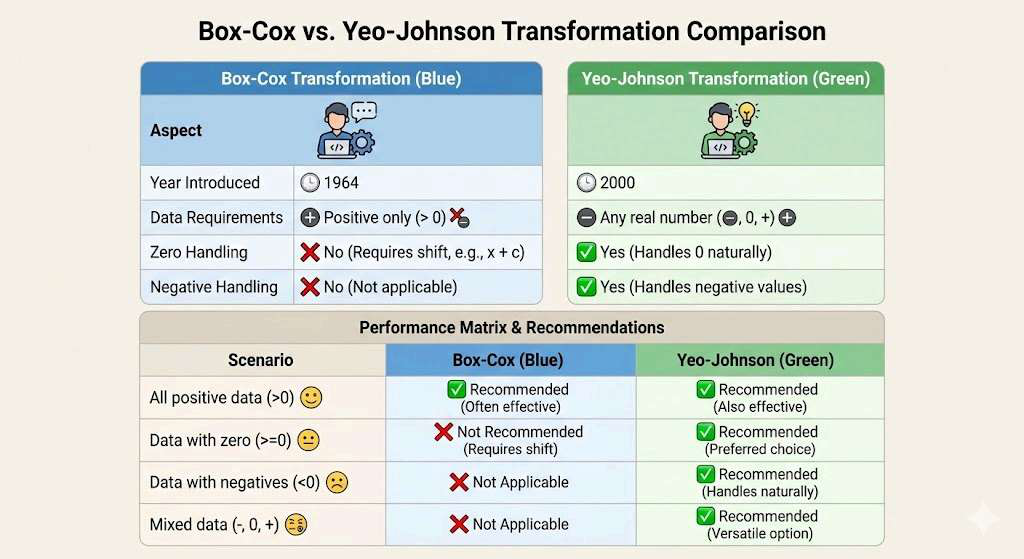 Box-Cox vs. Yeo-Johnson Transformation Comparison
Box-Cox Transformation (Blue)
Aspect
Year Introduced 1964
Data Requirements Positive only (> 0)
Zero Handling No (Requires shift, e.g., x + c)
Negative Handling No (Not applicable)
Yeo-Johnson Transformation (Green)
2000
Any real number (-, 0, +)
Yes (Handles 0 naturally)
Yes (Handles negative values)
Performance Matrix & Recommendations
Scenario Box-Cox (Blue) Yeo-Johnson (Green)
All positive data (>0) Recommended (Often effective) Recommended (Also effective)
Data with zero (>=0) Not Recommended (Requires shift) Recommended (Preferred choice)
Data with negatives (<0) Not Applicable Recommended (Handles naturally)
Mixed data (-, 0, +) Not Applicable Recommended (Versatile option)